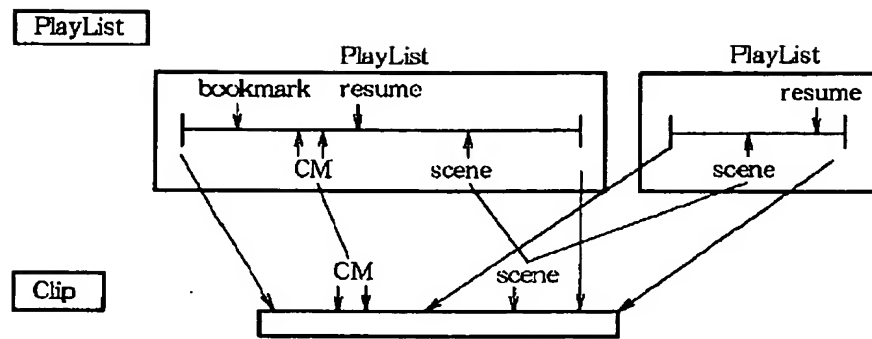 PlayList
PlayList
PlayList
bookmark
resume
resume
CM
scene
scene
CM
scene
Clip